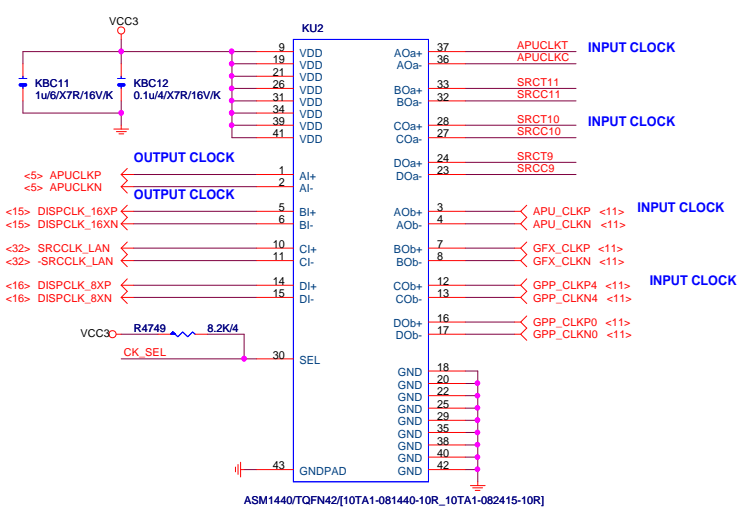 VCC3
KU2
KBC11
1u/6/X7R/16V/K
KBC12
0.1u/4/X7R/16V/K
9 VDD
19 VDD
21 VDD
26 VDD
31 VDD
34 VDD
39 VDD
41 VDD
AOa+ 37 APUCLKT
AOa- 36 APUCLKC
INPUT CLOCK
BOa+ 33 SRCT11
BOa- 32 SRCC11
COa+ 28 SRCT10
COa- 27 SRCC10
INPUT CLOCK
DOa+ 24 SRCT9
DOa- 23 SRCC9
OUTPUT CLOCK
<5> APUCLKP 1 AI+
<5> APUCLKN 2 AI-
OUTPUT CLOCK
<15> DISPCLK_16XP 5 BI+
<15> DISPCLK_16XN 6 BI-
<32> SRCCLK_LAN 10 CI+
<32> -SRCCLK_LAN 11 CI-
<16> DISPCLK_8XP 14 DI+
<16> DISPCLK_8XN 15 DI-
AOb+ 3 APU_CLKP <11>
AOb- 4 APU_CLKN <11>
INPUT CLOCK
BOb+ 7 GFX_CLKP <11>
BOb- 8 GFX_CLKN <11>
INPUT CLOCK
COb+ 12 GPP_CLKP4 <11>
COb- 13 GPP_CLKN4 <11>
DOb+ 16 GPP_CLKP0 <11>
DOb- 17 GPP_CLKN0 <11>
VCC3 R4749 8.2K/4
CK_SEL 30 SEL
GND 18
GND 20
GND 22
GND 25
GND 29
GND 35
GND 38
GND 40
GND 42
43 GNDPAD
ASM1440/TQFN42/[10TA1-081440-10R_10TA1-082415-10R]